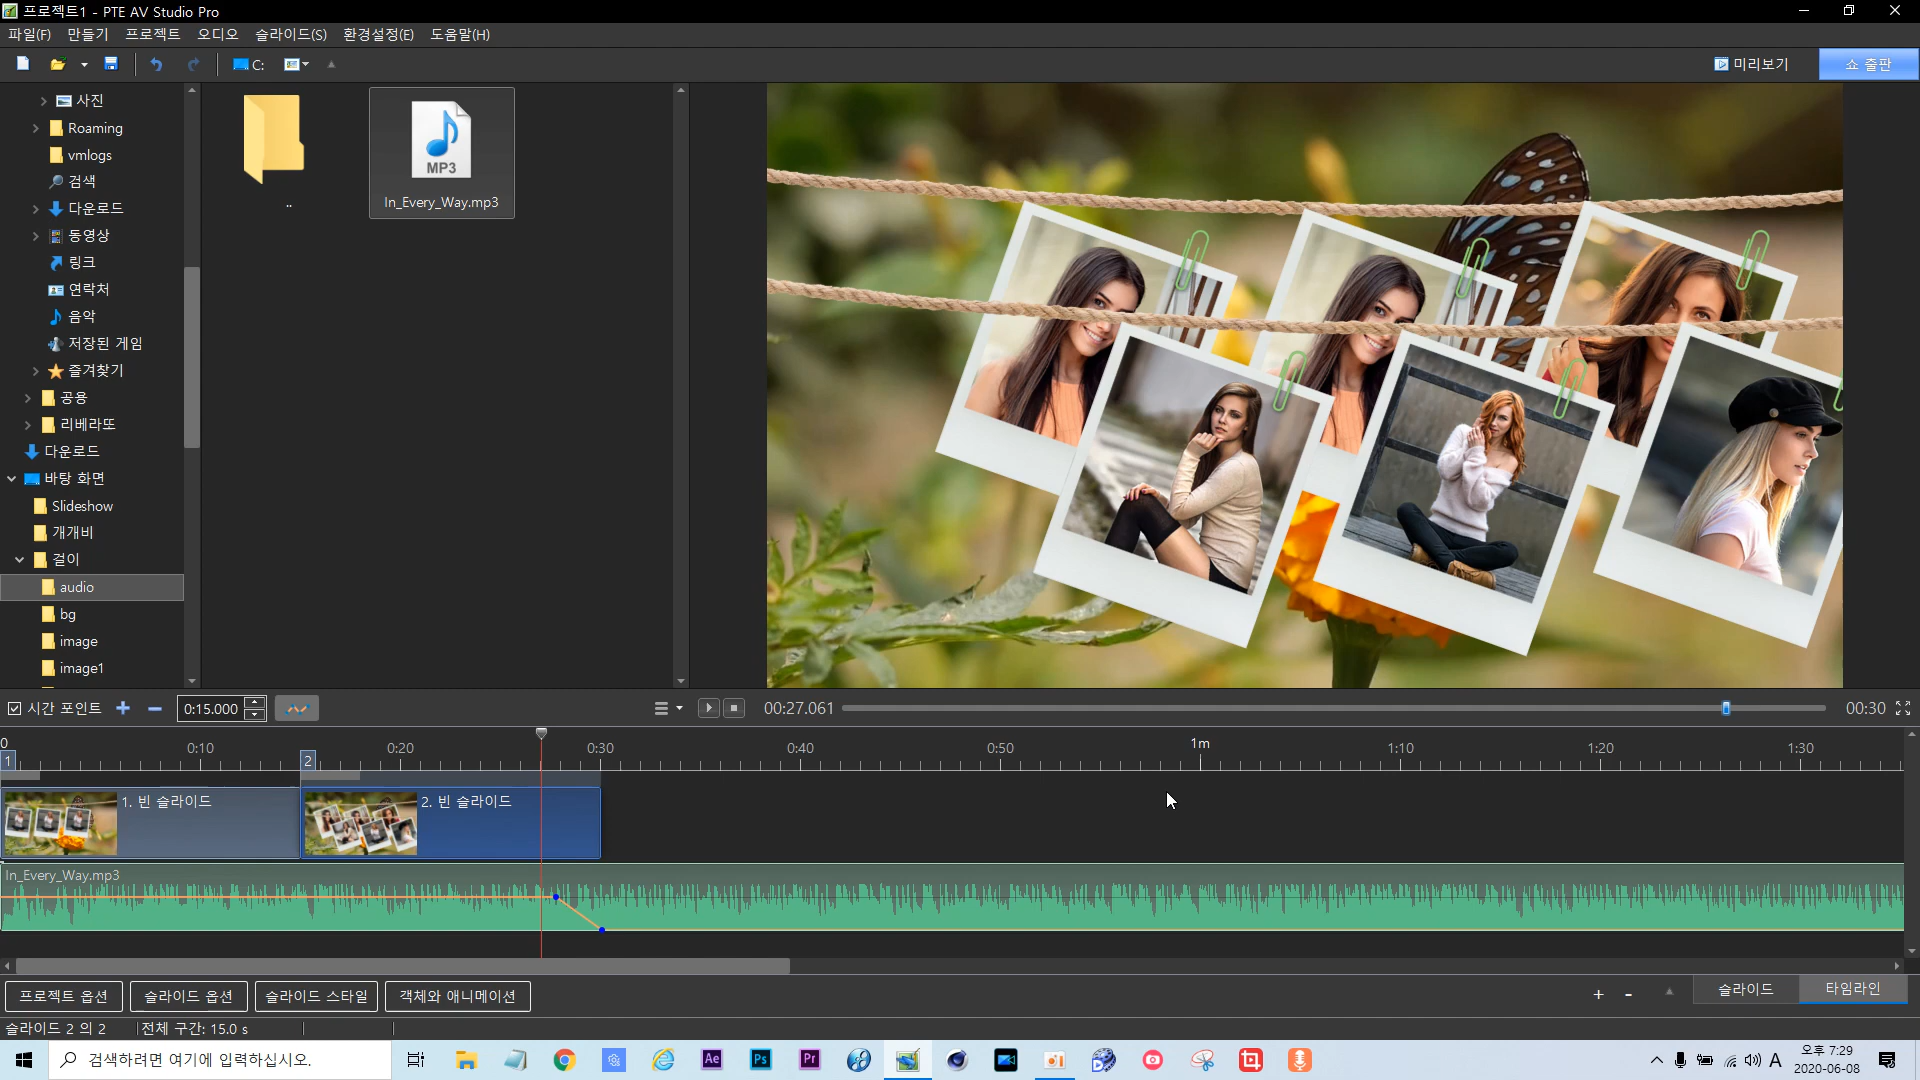 프로젝트1 - PTE AV Studio Pro
파일(F) 만들기 프로젝트 오디오 슬라이드(S) 환경설정(E) 도움말(H)
C:
미리보기
쇼 출판
사진
Roaming
vmlogs
검색
다운로드
동영상
링크
연락처
음악
저장된 게임
즐겨찾기
공용
리베라또
다운로드
바탕 화면
Slideshow
개개비
걸이
audio
bg
image
image1
..
MP3
In_Every_Way.mp3
시간 포인트
0:15.000
00:27.061
00:30
0 0:10 0:20 0:30 0:40 0:50 1m 1:10 1:20 1:30
1 2
1. 빈 슬라이드
2. 빈 슬라이드
In_Every_Way.mp3
프로젝트 옵션 슬라이드 옵션 슬라이드 스타일 객체와 애니메이션
+ -
슬라이드 타임라인
슬라이드 2 의 2 전체 구간: 15.0 s
검색하려면 여기에 입력하십시오.
Ae Ps Pr
A
오후 7:29
2020-06-08